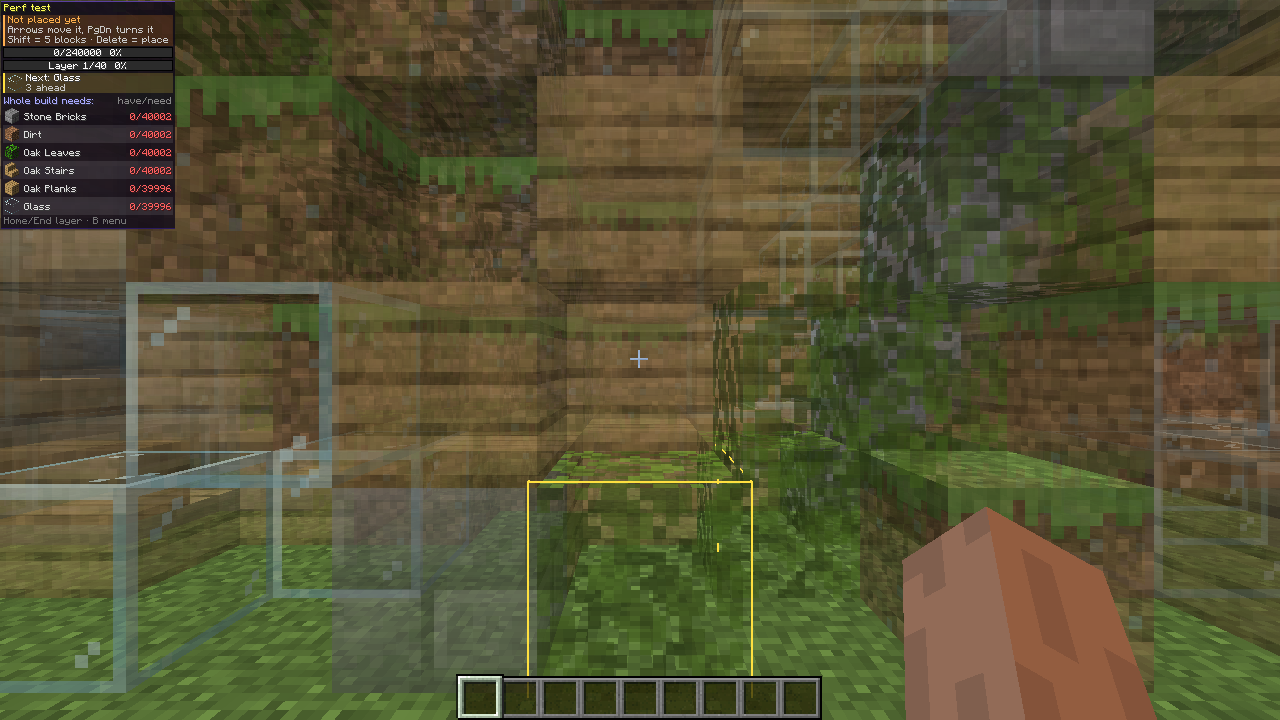 Perf test
Not placed yet
Arrows move it, PgDn turns it
Shift = 5 blocks · Delete = place
0/240000 0%
Layer 1/40 0%
Next: Glass
3 ahead
Whole build needs: have/need
Stone Bricks 0/40002
Dirt 0/40002
Oak Leaves 0/40002
Oak Stairs 0/40002
Oak Planks 0/39996
Glass 0/39996
Home/End layer · B menu